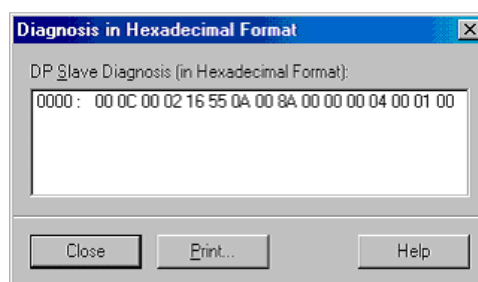 Diagnosis in Hexadecimal Format
DP Slave Diagnosis (in Hexadecimal Format):
0000 : 00 0C 00 02 16 55 0A 00 8A 00 00 00 04 00 01 00
Close Print... Help